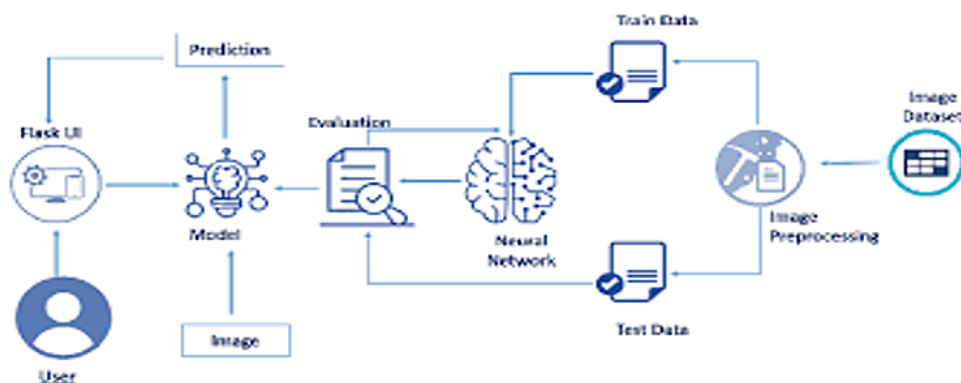 Train Data
Prediction
Image
Dataset
Flask UI
Evaluation
Model
Neural
Network
Image
Preprocessing
Image
Test Data
User